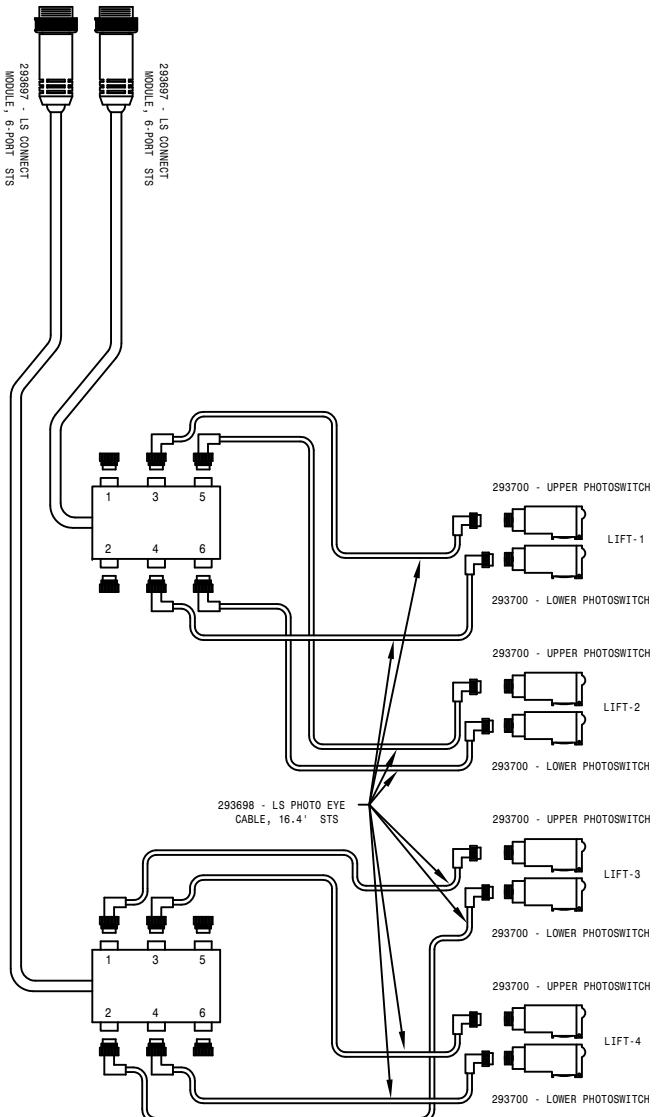 293697 - LS CONNECT
MODULE, 6-PORT STS
293697 - LS CONNECT
MODULE, 6-PORT STS
1 3 5
2 4 6
293700 - UPPER PHOTOSWITCH
LIFT-1
293700 - LOWER PHOTOSWITCH
293700 - UPPER PHOTOSWITCH
LIFT-2
293700 - LOWER PHOTOSWITCH
293698 - LS PHOTO EYE
CABLE, 16.4' STS
293700 - UPPER PHOTOSWITCH
LIFT-3
293700 - LOWER PHOTOSWITCH
1 3 5
2 4 6
293700 - UPPER PHOTOSWITCH
LIFT-4
293700 - LOWER PHOTOSWITCH